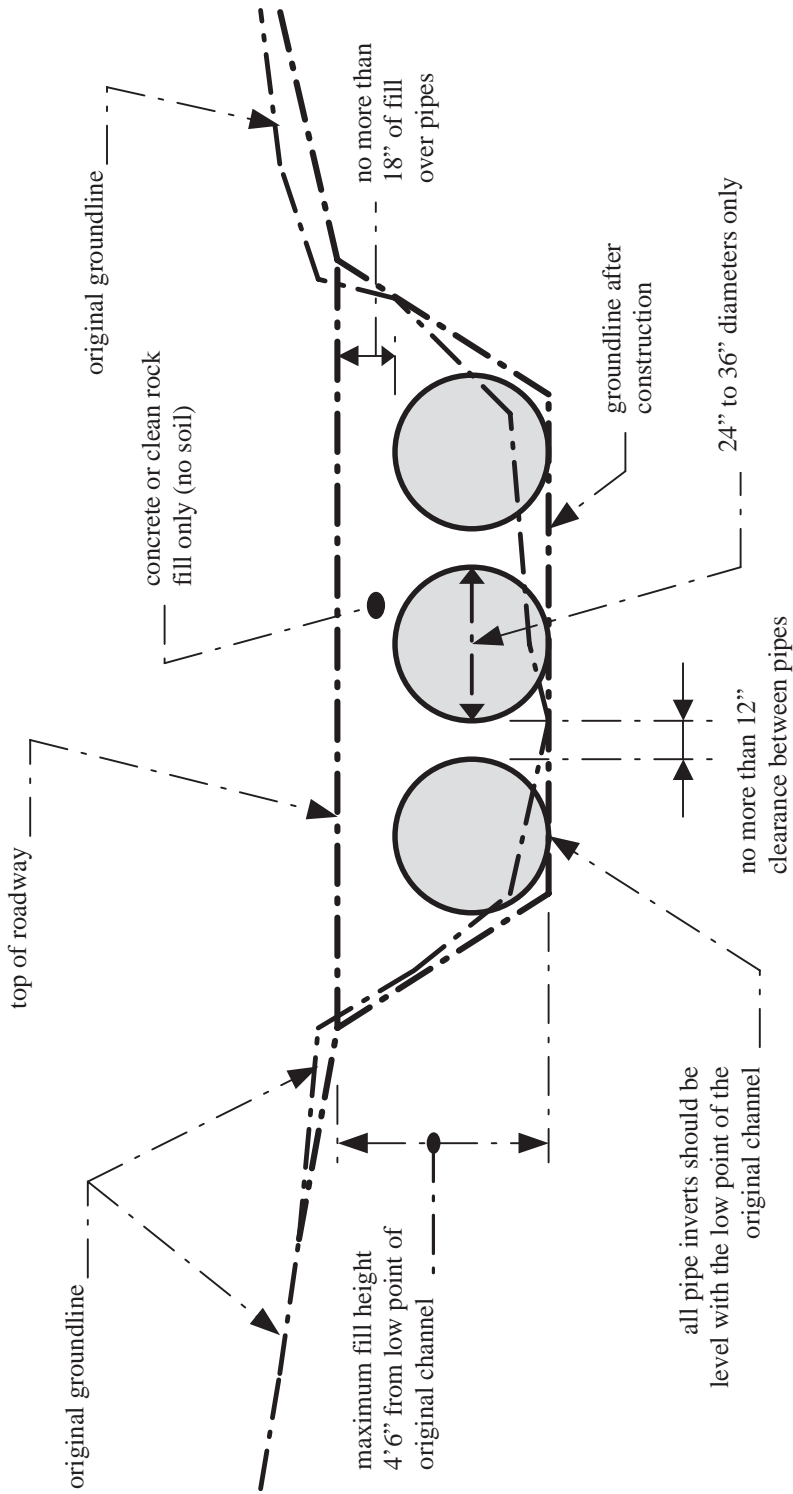 top of roadway
original groundline
concrete or clean rock
fill only (no soil)
original groundline
no more than
18” of fill
over pipes
maximum fill height
4’6” from low point of
original channel
groundline after
construction
24” to 36” diameters only
all pipe inverts should be
level with the low point of the
original channel
no more than 12”
clearance between pipes